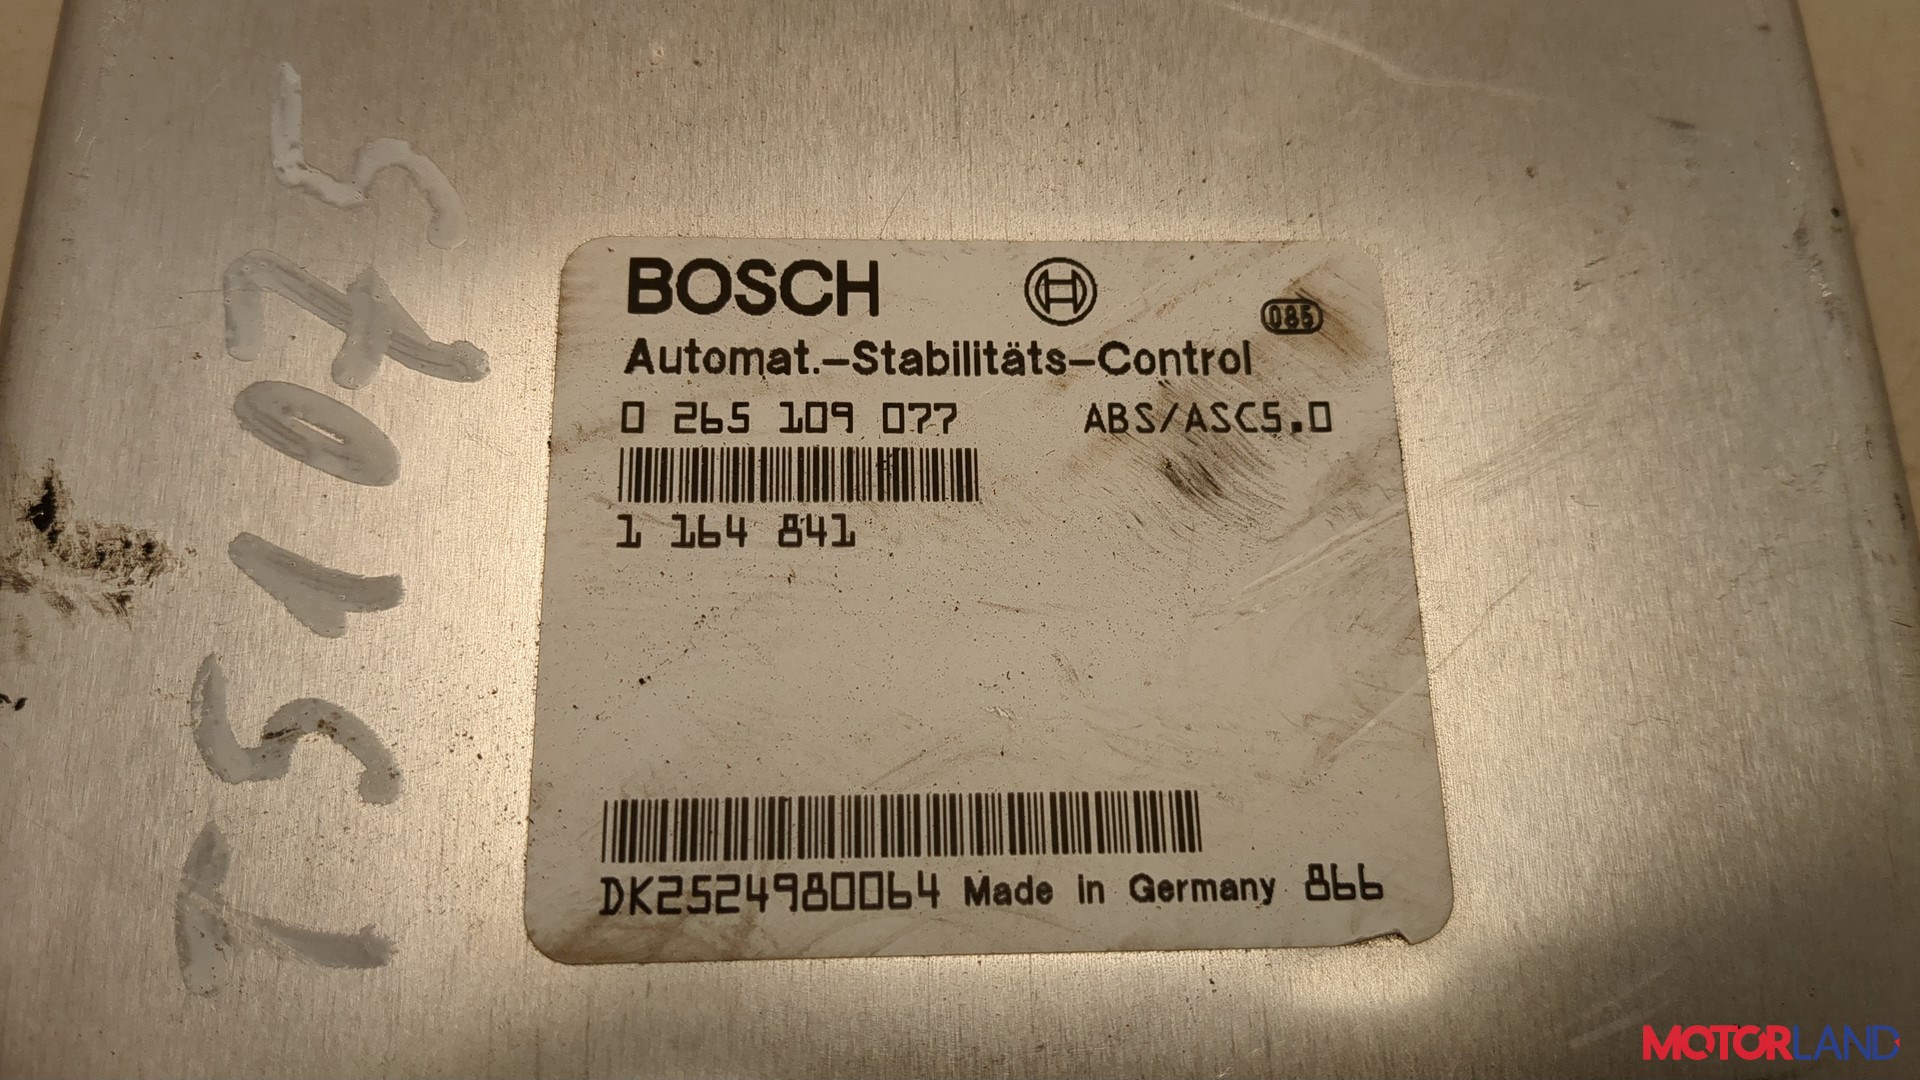 BOSCH
085
Automat.-Stabilitäts-Control
0 265 109 077 ABS/ASC5.0
1 164 841
DK2524980064 Made in Germany 866
T51075
MOTORLAND